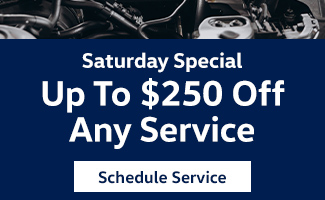 Saturday Special
Up To $250 Off
Any Service
Schedule Service